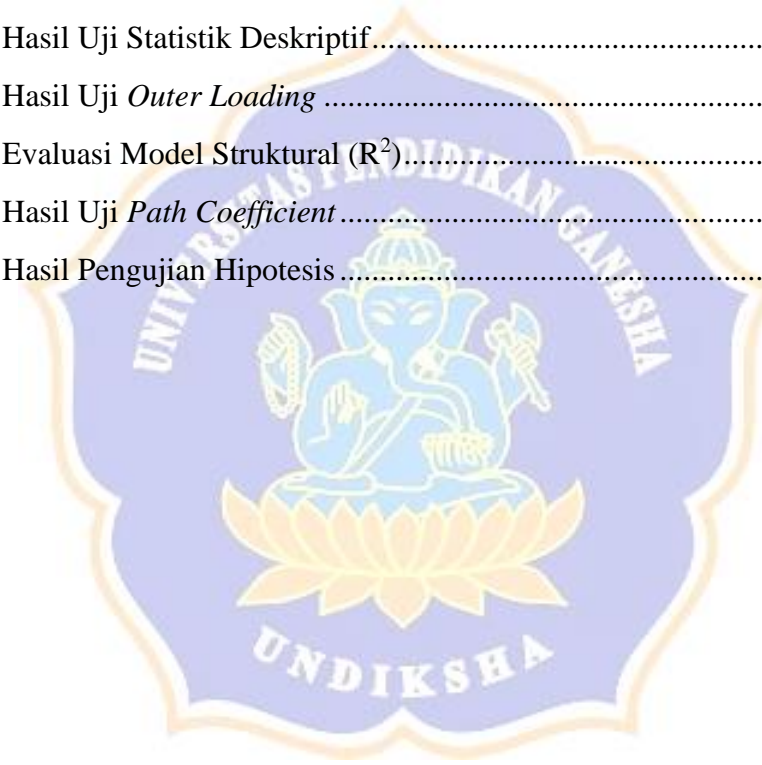 Hasil Uji Statistik Deskriptif................................................
Hasil Uji Outer Loading ......................................................
Evaluasi Model Struktural (R²)............................................
Hasil Uji Path Coefficient....................................................
Hasil Pengujian Hipotesis....................................................
UNIVERSITAS PENDIDIKAN GANESHA
UNDIKSHA